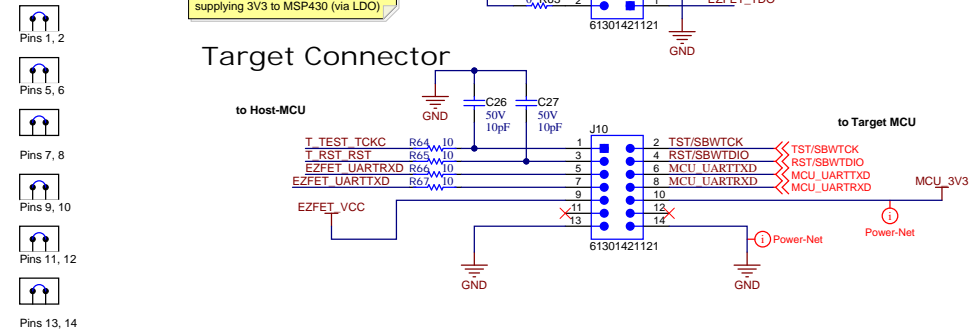 supplying 3V3 to MSP430 (via LDO)
2
1
61301421121
GND
Pins 1, 2
Target Connector
Pins 5, 6
to Host-MCU
GND
C26
50V
10pF
C27
50V
10pF
to Target MCU
J10
Pins 7, 8
T_TEST_TCKC R64 10 1 2 TST/SBWTCK TST/SBWTCK
T_RST_RST R65 10 3 4 RST/SBWTDIO RST/SBWTDIO
EZFET_UARTRXD R66 10 5 6 MCU_UARTTXD MCU_UARTTXD
EZFET_UARTTXD R67 10 7 8 MCU_UARTRXD MCU_UARTRXD
MCU_3V3
9 10
Pins 9, 10
EZFET_VCC
11 12
13 14
i Power-Net
i Power-Net
61301421121
Pins 11, 12
GND
GND
Pins 13, 14